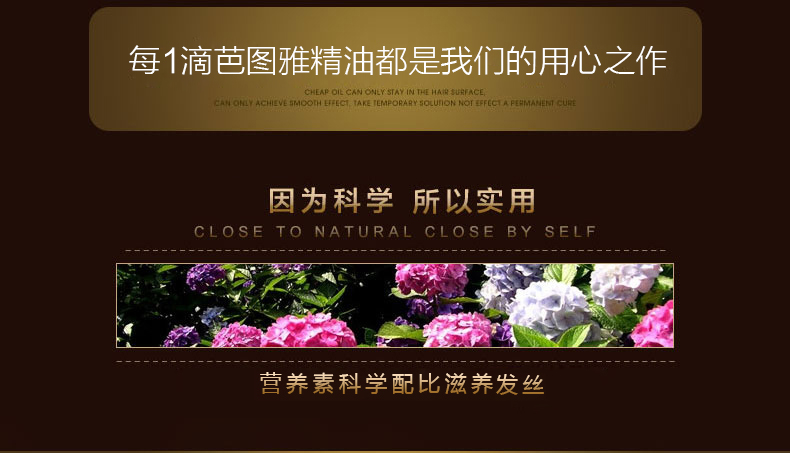 每1滴芭图雅精油都是我们的用心之作
CHEAP OIL CAN ONLY STAY IN THE HAIR SURFACE,
CAN ONLY ACHIEVE SMOOTH EFFECT, TAKE TEMPORARY SOLUTION NOT EFFECT A PERMANENT CURE
因为科学 所以实用
CLOSE TO NATURAL CLOSE BY SELF
营养素科学配比滋养发丝